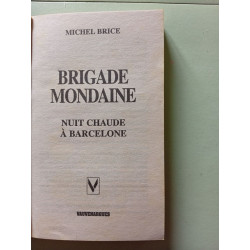 MICHEL BRICE
BRIGADE
MONDAINE
NUIT CHAUDE
À BARCELONE
V
VAUVENARGUES